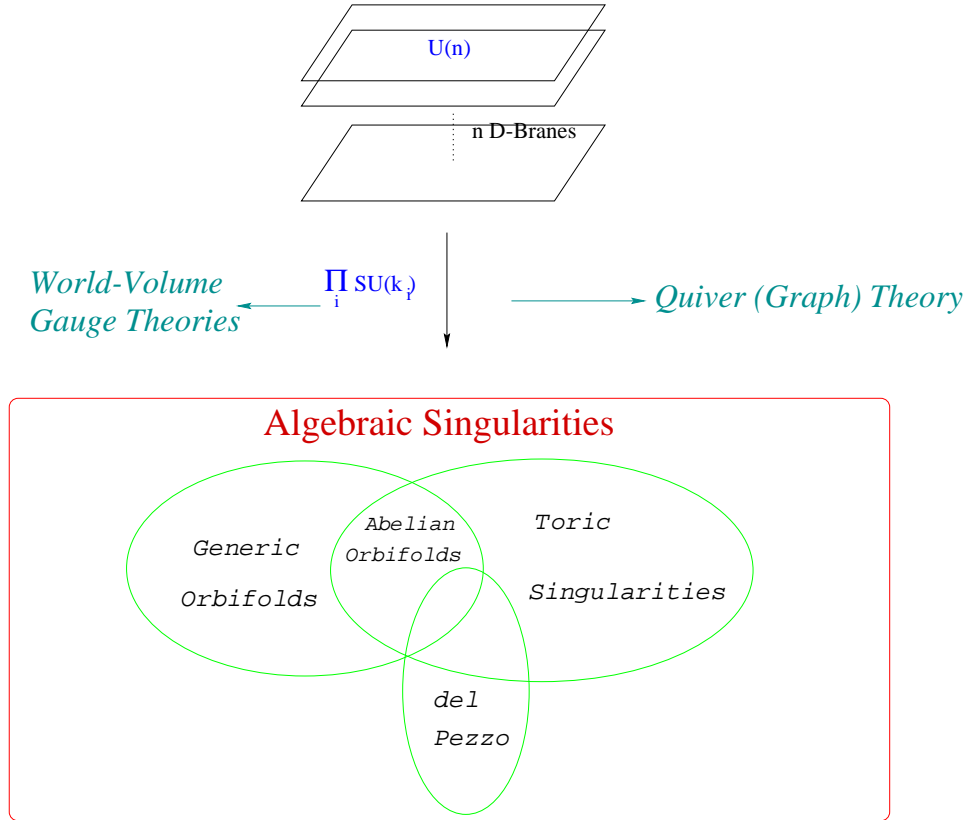 U(n)
n D-Branes
World-Volume
Gauge Theories
∏ SU(k_i)
i
Quiver (Graph) Theory
Algebraic Singularities
Generic
Orbifolds
Abelian
Orbifolds
Toric
Singularities
del
Pezzo